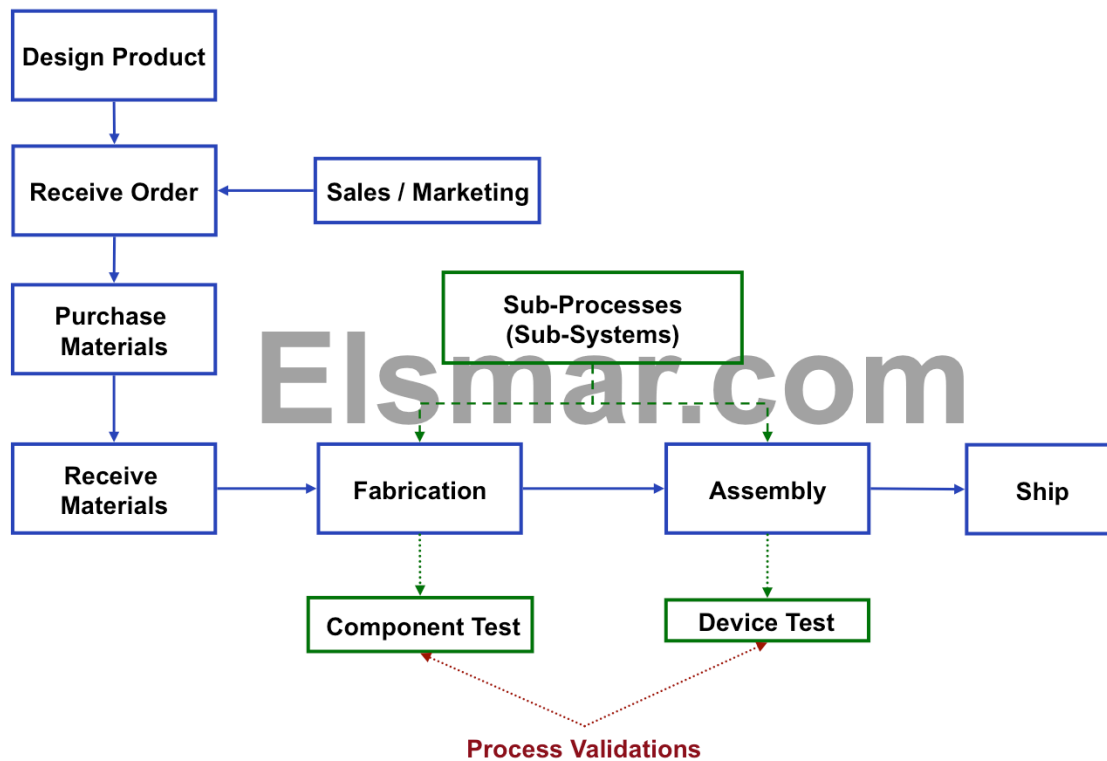 Design Product
Receive Order
Sales / Marketing
Purchase
Materials
Sub-Processes
(Sub-Systems)
Elsmar.com
Receive
Materials
Fabrication
Assembly
Ship
Component Test
Device Test
Process Validations